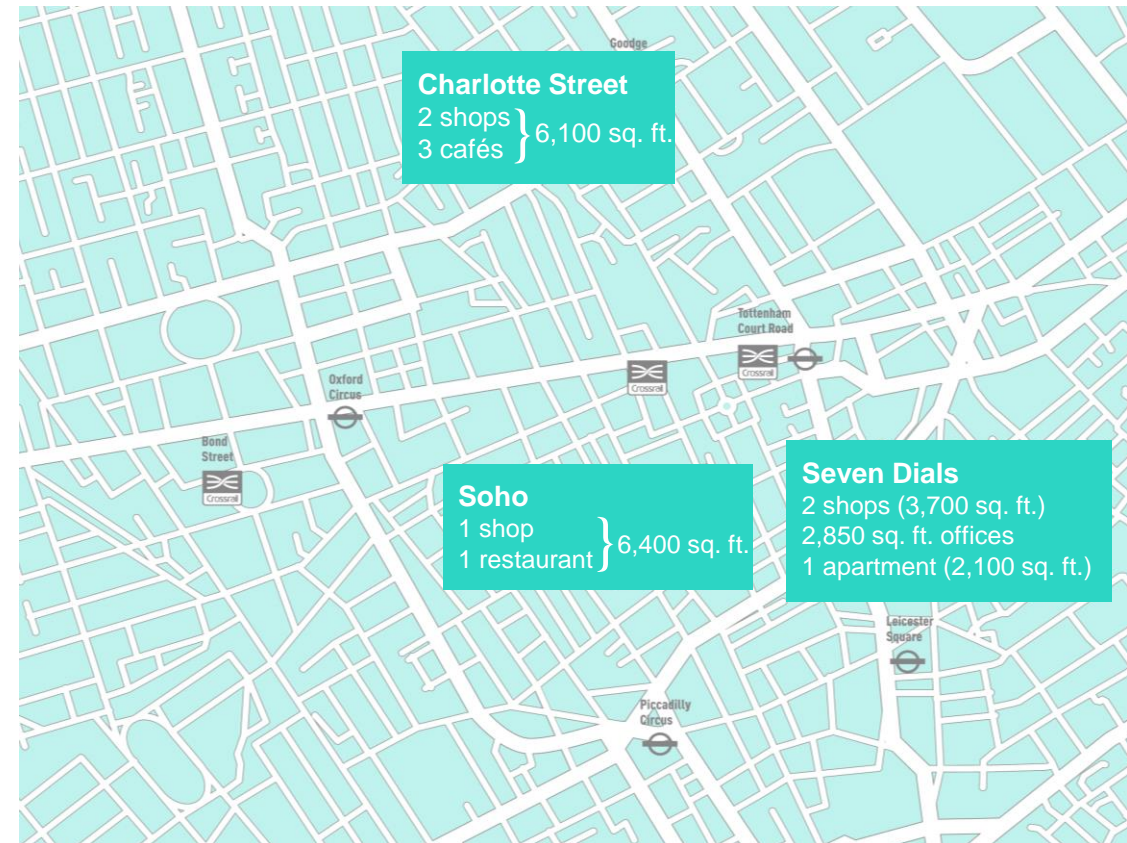 Goodge
Charlotte Street
2 shops
3 cafés
6,100 sq. ft.
Tottenham
Court Road
Crossrail
Crossrail
Oxford
Circus
Bond
Street
Crossrail
Soho
1 shop
1 restaurant
6,400 sq. ft.
Seven Dials
2 shops (3,700 sq. ft.)
2,850 sq. ft. offices
1 apartment (2,100 sq. ft.)
Leicester
Square
Piccadilly
Circus